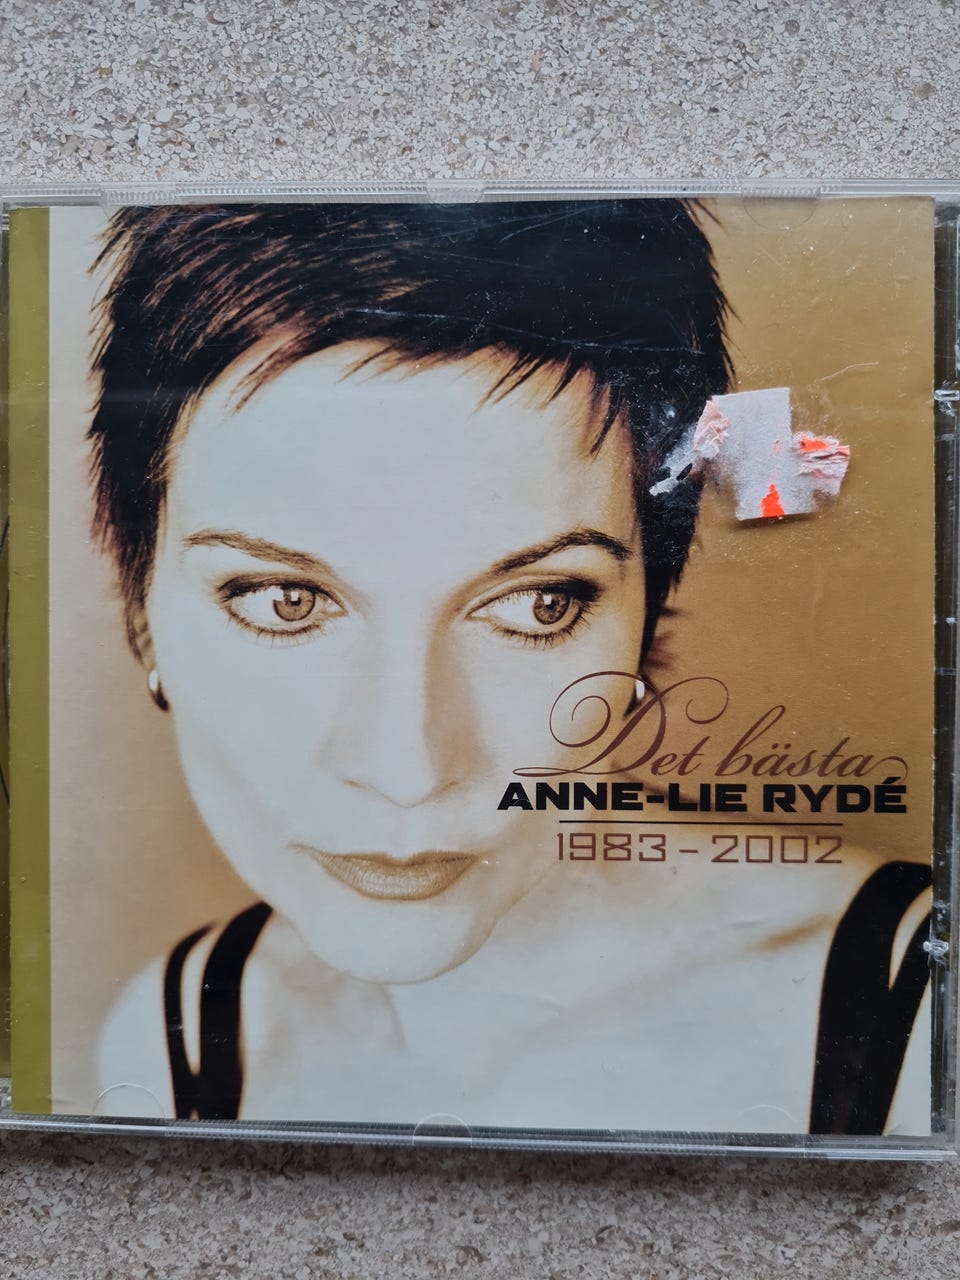 Det bästa
ANNE-LIE RYDÉ
1983-2002